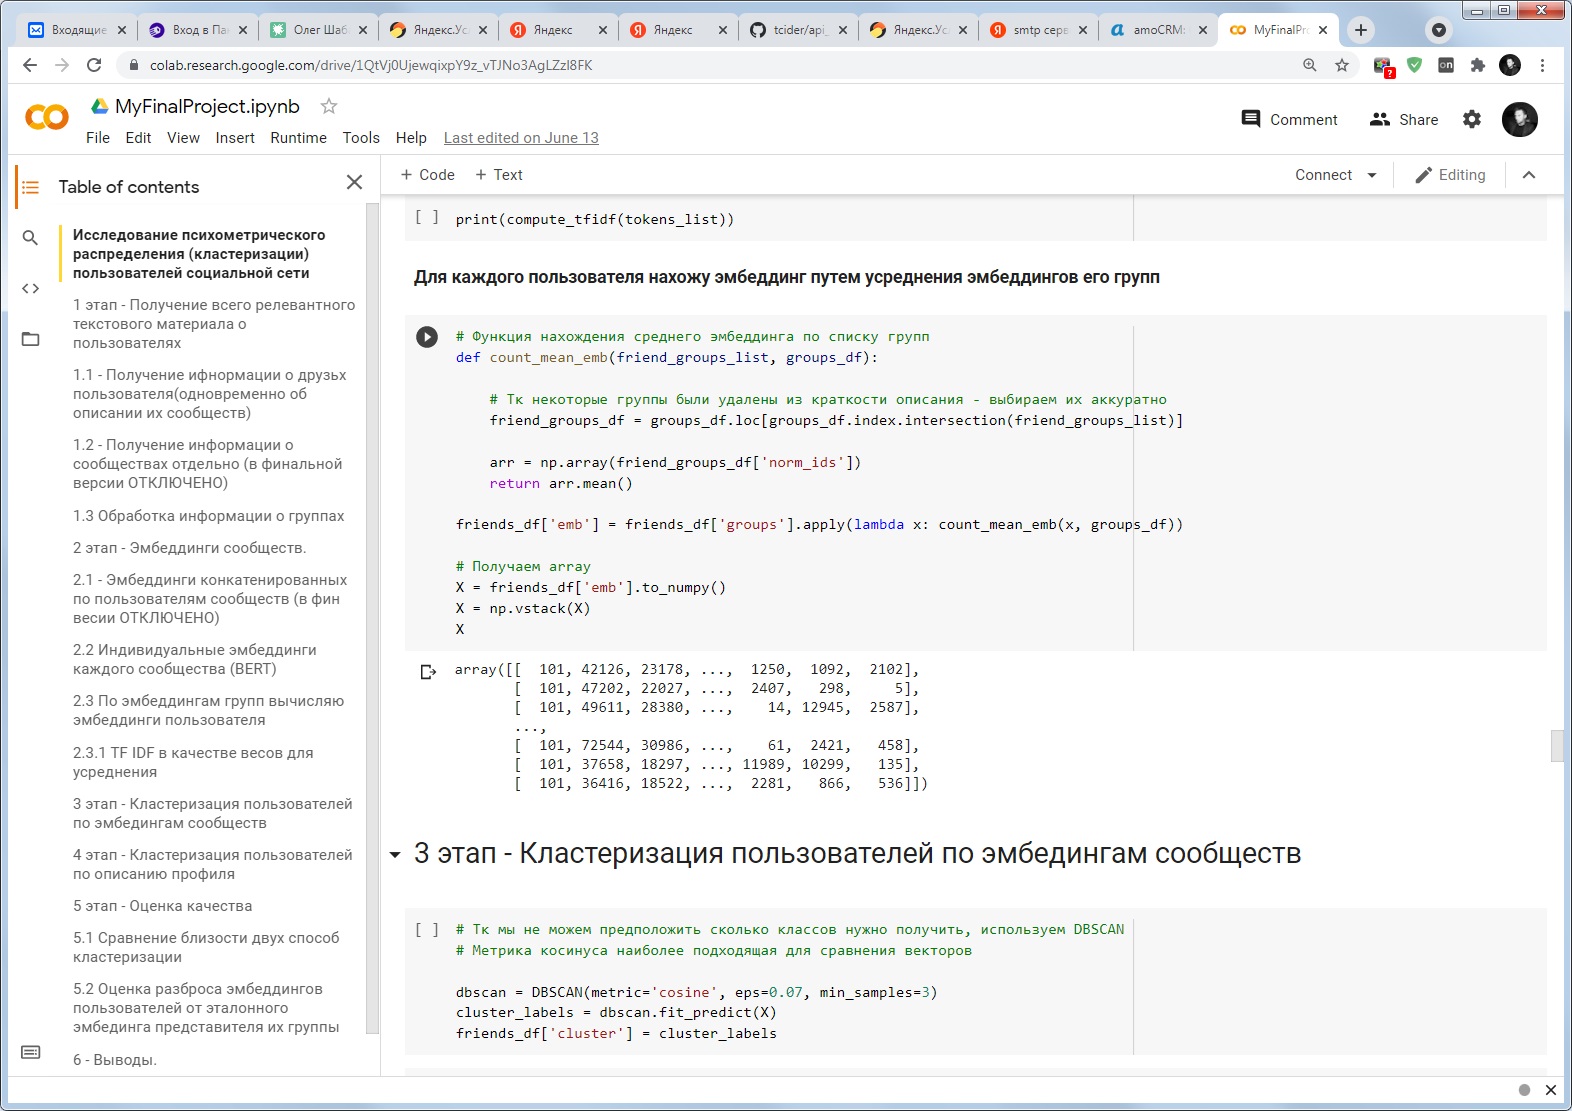 Входящие
Вход в Па
Олег Шаб
Яндекс.Ус
Яндекс
Яндекс
tcider/api_
Яндекс.Ус
smtp серв
amoCRM:
MyFinalPr
colab.research.google.com/drive/1QtVj0UjewqixpY9z_vTJNo3AgLZzI8FK
on
?
MyFinalProject.ipynb
Comment
Share
File Edit View Insert Runtime Tools Help Last edited on June 13
Table of contents
+ Code + Text
Connect
Editing
Исследование психометрического
распределения (кластеризации)
пользователей социальной сети
1 этап - Получение всего релевантного
текстового материала о
пользователях
1.1 - Получение ифнормации о друзьх
пользователя(одновременно об
описании их сообществ)
1.2 - Получение информации о
сообществах отдельно (в финальной
версии ОТКЛЮЧЕНО)
1.3 Обработка информации о группах
2 этап - Эмбеддинги сообществ.
2.1 - Эмбеддинги конкатенированных
по пользователям сообществ (в фин
весии ОТКЛЮЧЕНО)
2.2 Индивидуальные эмбеддинги
каждого сообщества (BERT)
2.3 По эмбеддингам групп вычисляю
эмбеддинги пользователя
2.3.1 TF IDF в качестве весов для
усреднения
3 этап - Кластеризация пользователей
по эмбедингам сообществ
4 этап - Кластеризация пользователей
по описанию профиля
5 этап - Оценка качества
5.1 Сравнение близости двух способ
кластеризации
5.2 Оценка разброса эмбеддингов
пользователей от эталонного
эмбединга представителя их группы
6 - Выводы.
[ ] print(compute_tfidf(tokens_list))
Для каждого пользователя нахожу эмбеддинг путем усреднения эмбеддингов его групп
# Функция нахождения среднего эмбеддинга по списку групп
def count_mean_emb(friend_groups_list, groups_df):
# Тк некоторые группы были удалены из краткости описания - выбираем их аккуратно
friend_groups_df = groups_df.loc[groups_df.index.intersection(friend_groups_list)]
arr = np.array(friend_groups_df['norm_ids'])
return arr.mean()
friends_df['emb'] = friends_df['groups'].apply(lambda x: count_mean_emb(x, groups_df))
# Получаем array
X = friends_df['emb'].to_numpy()
X = np.vstack(X)
X
array([[ 101, 42126, 23178, ..., 1250, 1092, 2102],
[ 101, 47202, 22027, ..., 2407, 298, 5],
[ 101, 49611, 28380, ..., 14, 12945, 2587],
...,
[ 101, 72544, 30986, ..., 61, 2421, 458],
[ 101, 37658, 18297, ..., 11989, 10299, 135],
[ 101, 36416, 18522, ..., 2281, 866, 536]])
3 этап - Кластеризация пользователей по эмбедингам сообществ
[ ] # Тк мы не можем предположить сколько классов нужно получить, используем DBSCAN
# Метрика косинуса наиболее подходящая для сравнения векторов
dbscan = DBSCAN(metric='cosine', eps=0.07, min_samples=3)
cluster_labels = dbscan.fit_predict(X)
friends_df['cluster'] = cluster_labels